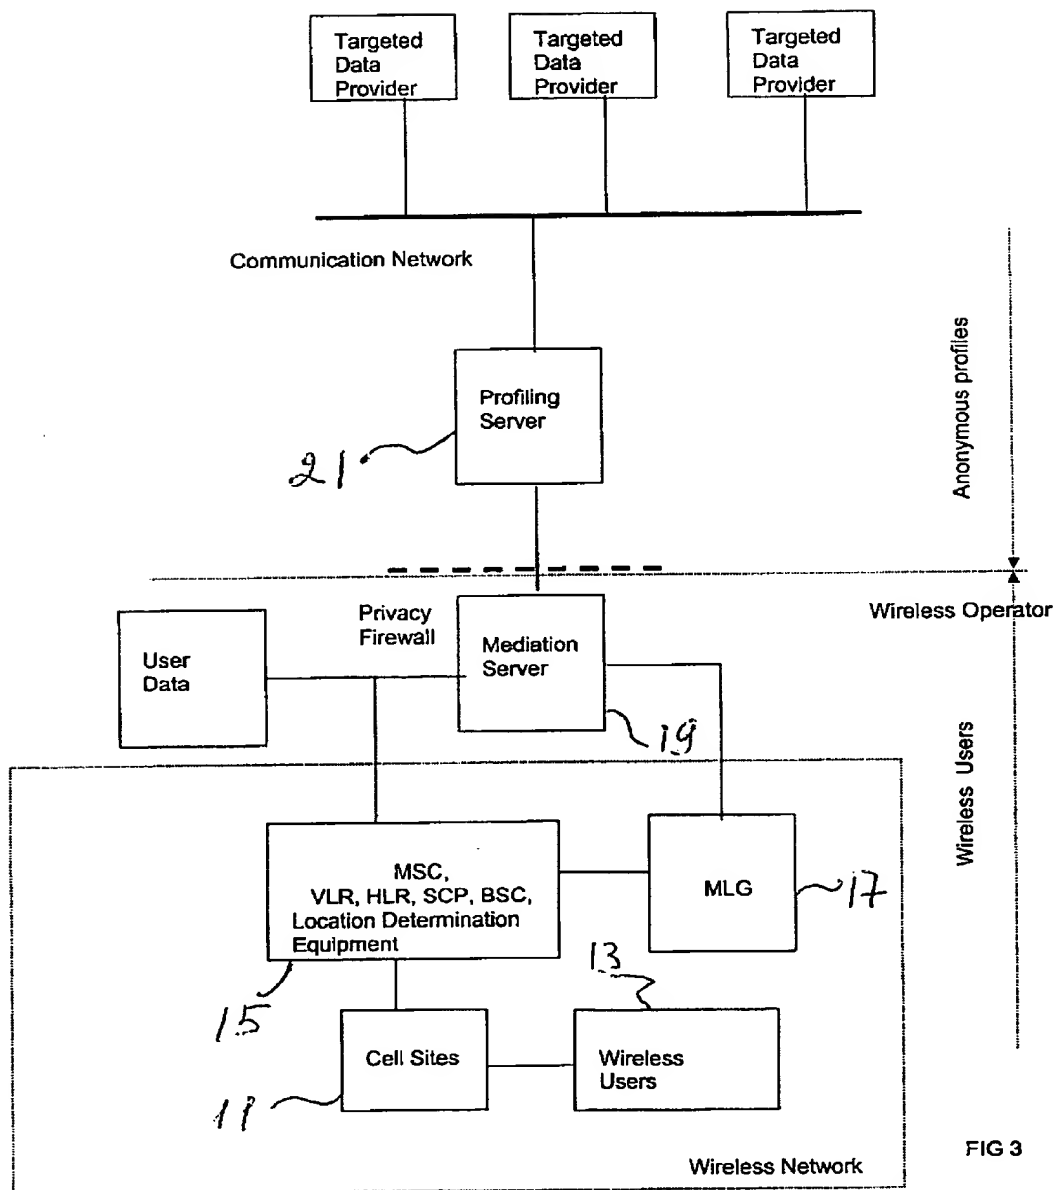 Targeted
Data
Provider
Targeted
Data
Provider
Targeted
Data
Provider
Communication Network
Profiling
Server
21
Anonymous profiles
Privacy
Firewall
Wireless Operator
User
Data
Mediation
Server
19
Wireless Users
MSC,
VLR, HLR, SCP, BSC,
Location Determination
Equipment
MLG
17
15
13
Cell Sites
Wireless
Users
11
Wireless Network
FIG 3